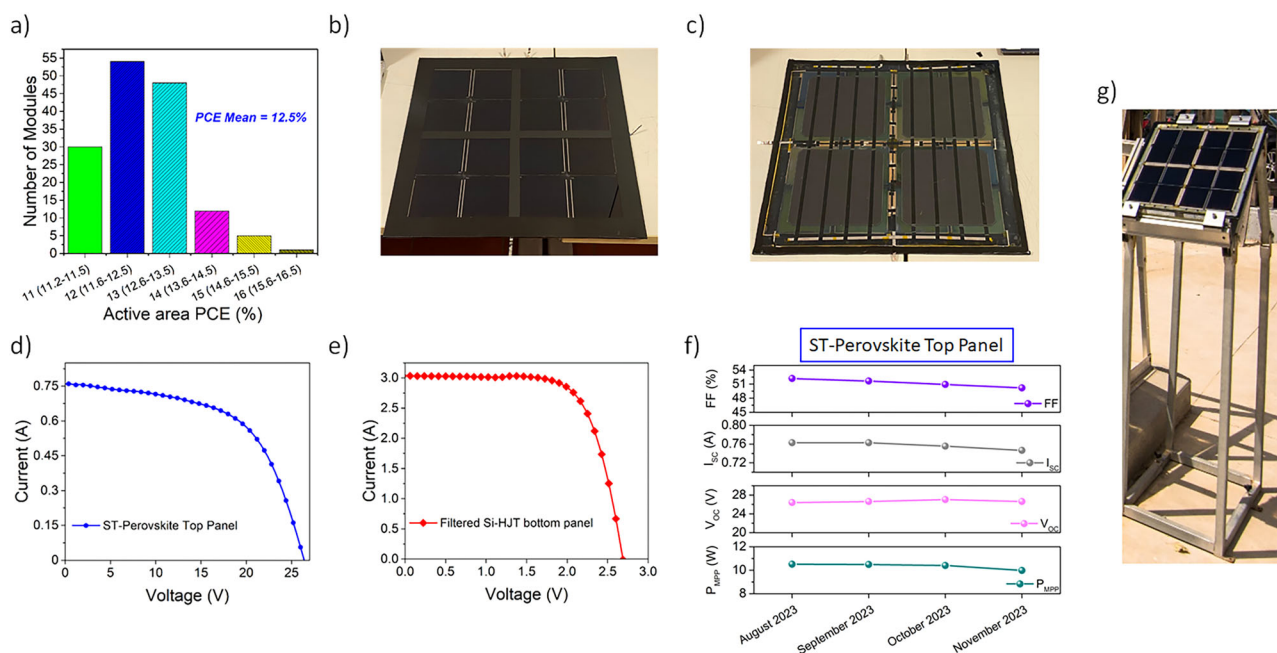 a)
55
50
45
40
35
30
25
20
15
10
5
0
Number of Modules
PCE Mean = 12.5%
11 (11.2-11.5)
12 (11.6-12.5)
13 (12.6-13.5)
14 (13.6-14.5)
15 (14.6-15.5)
16 (15.6-16.5)
Active area PCE (%)
b)
c)
g)
d)
0.75
0.6
0.45
0.3
0.15
0
Current (A)
ST-Perovskite Top Panel
0 5 10 15 20 25
Voltage (V)
e)
3.0
2.5
2.0
1.5
1.0
0.5
0.0
Current (A)
Filtered Si-HJT bottom panel
0.0 0.5 1.0 1.5 2.0 2.5 3.0
Voltage (V)
f)
ST-Perovskite Top Panel
54
51
48
45
FF (%)
FF
0.80
0.76
0.72
I_SC (A)
I_SC
28
24
20
V_OC (V)
V_OC
12
10
8
P_MPP (W)
P_MPP
August 2023
September 2023
October 2023
November 2023